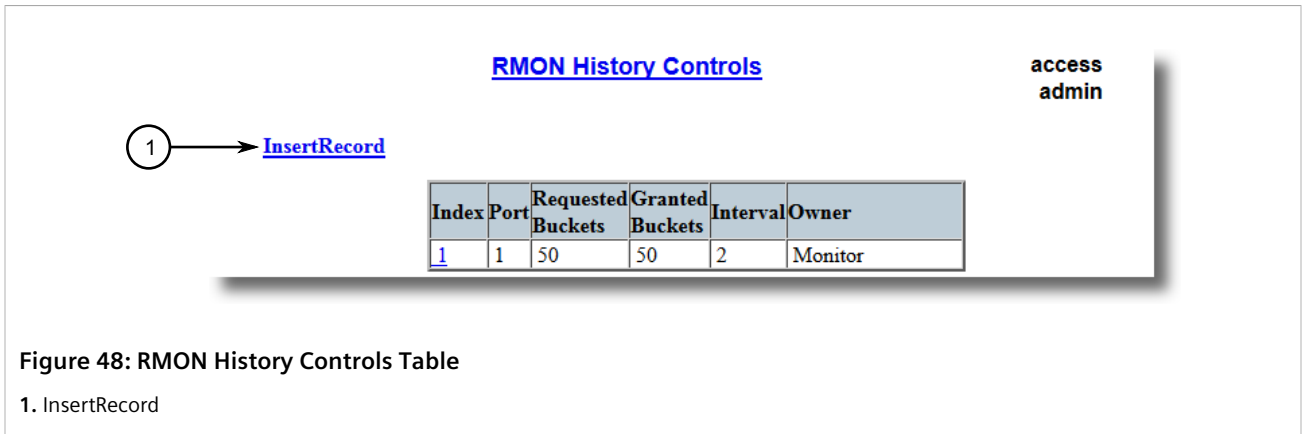 RMON History Controls
access
admin
1
InsertRecord
Index Port Requested Buckets Granted Buckets Interval Owner
1 1 50 50 2 Monitor
Figure 48: RMON History Controls Table
1. InsertRecord